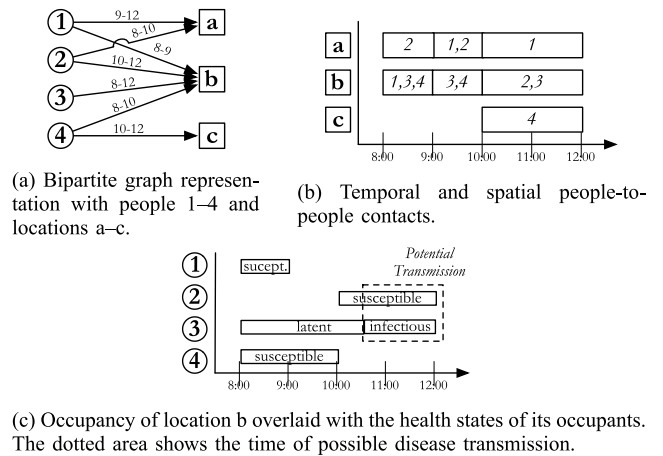 1
2
3
4
9-12
8-10
8-9
10-12
8-12
8-10
10-12
a
b
c
(a) Bipartite graph represen-
tation with people 1–4 and
locations a–c.
a 2 1,2 1
b 1,3,4 3,4 2,3
c 4
8:00 9:00 10:00 11:00 12:00
(b) Temporal and spatial people-to-
people contacts.
Potential
Transmission
1 sucept.
2 susceptible
3 latent infectious
4 susceptible
8:00 9:00 10:00 11:00 12:00
(c) Occupancy of location b overlaid with the health states of its occupants.
The dotted area shows the time of possible disease transmission.